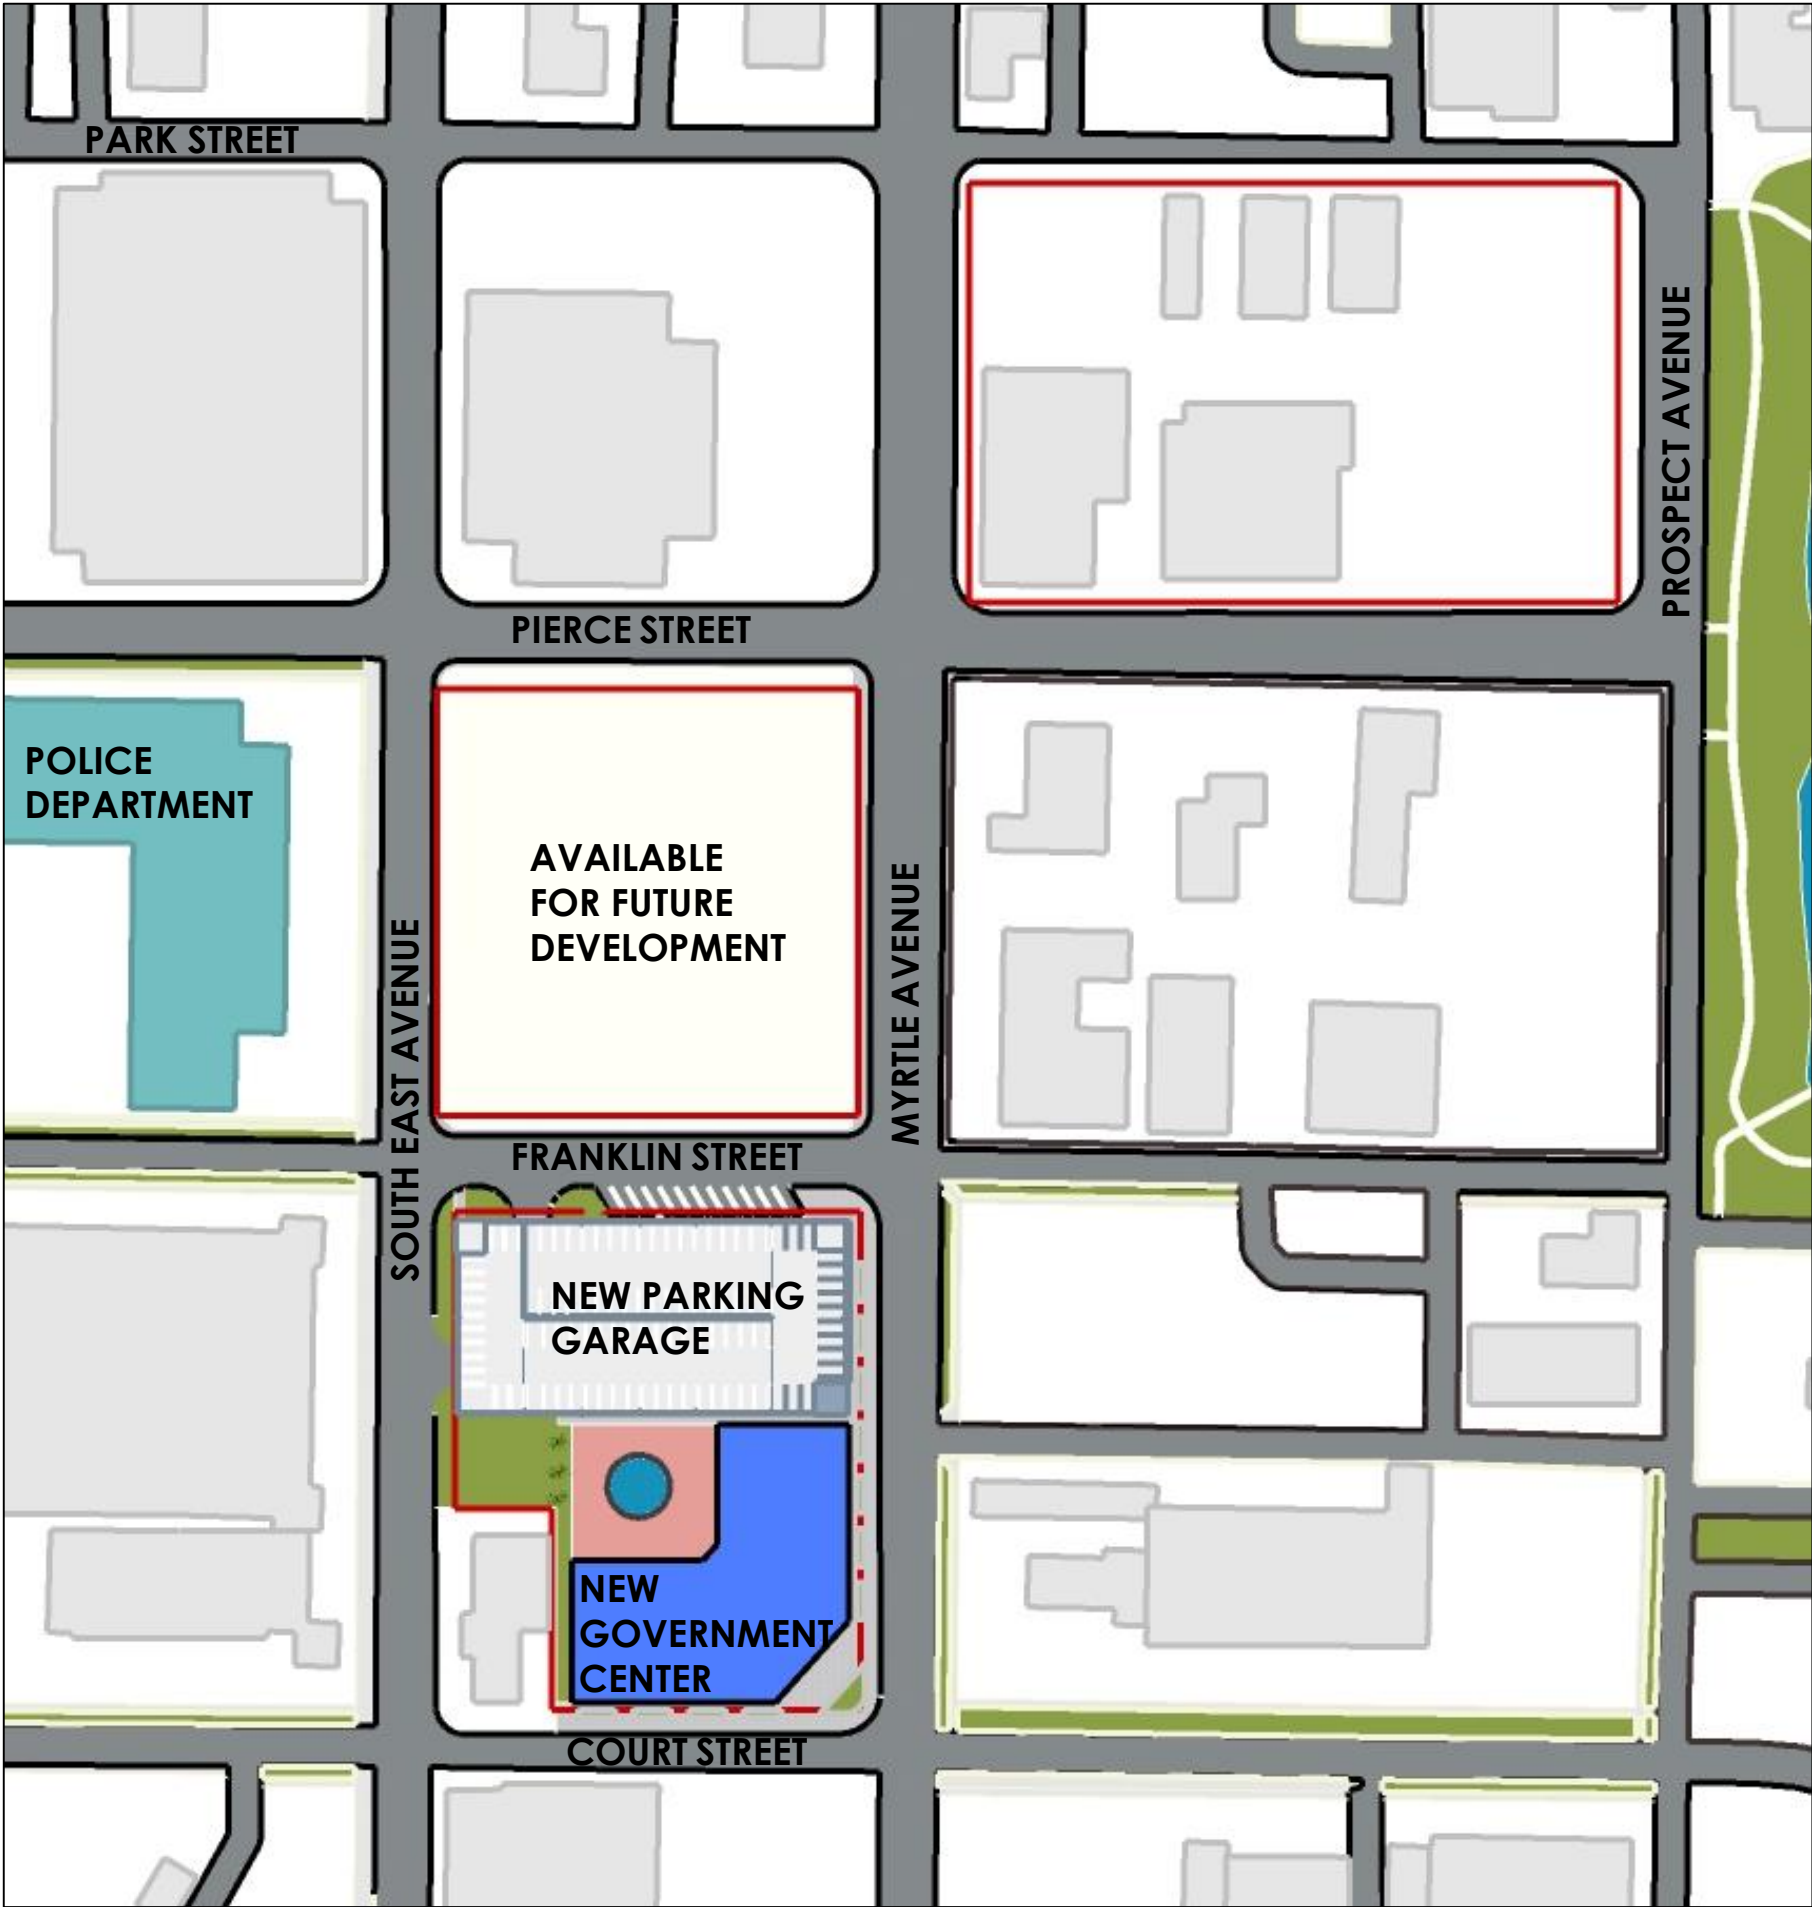 PARK STREET
PROSPECT AVENUE
PIERCE STREET
POLICE
DEPARTMENT
AVAILABLE
FOR FUTURE
DEVELOPMENT
SOUTH EAST AVENUE
MYRTLE AVENUE
FRANKLIN STREET
NEW PARKING
GARAGE
NEW
GOVERNMENT
CENTER
COURT STREET